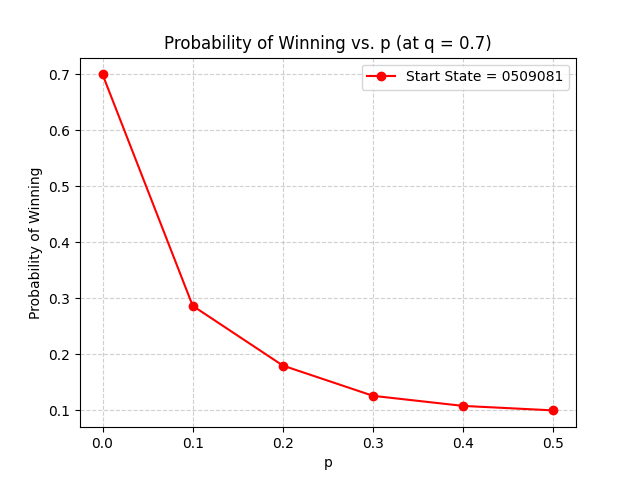 Probability of Winning vs. p (at q = 0.7)
Start State = 0509081
Probability of Winning
0.7
0.6
0.5
0.4
0.3
0.2
0.1
0.0 0.1 0.2 0.3 0.4 0.5
p